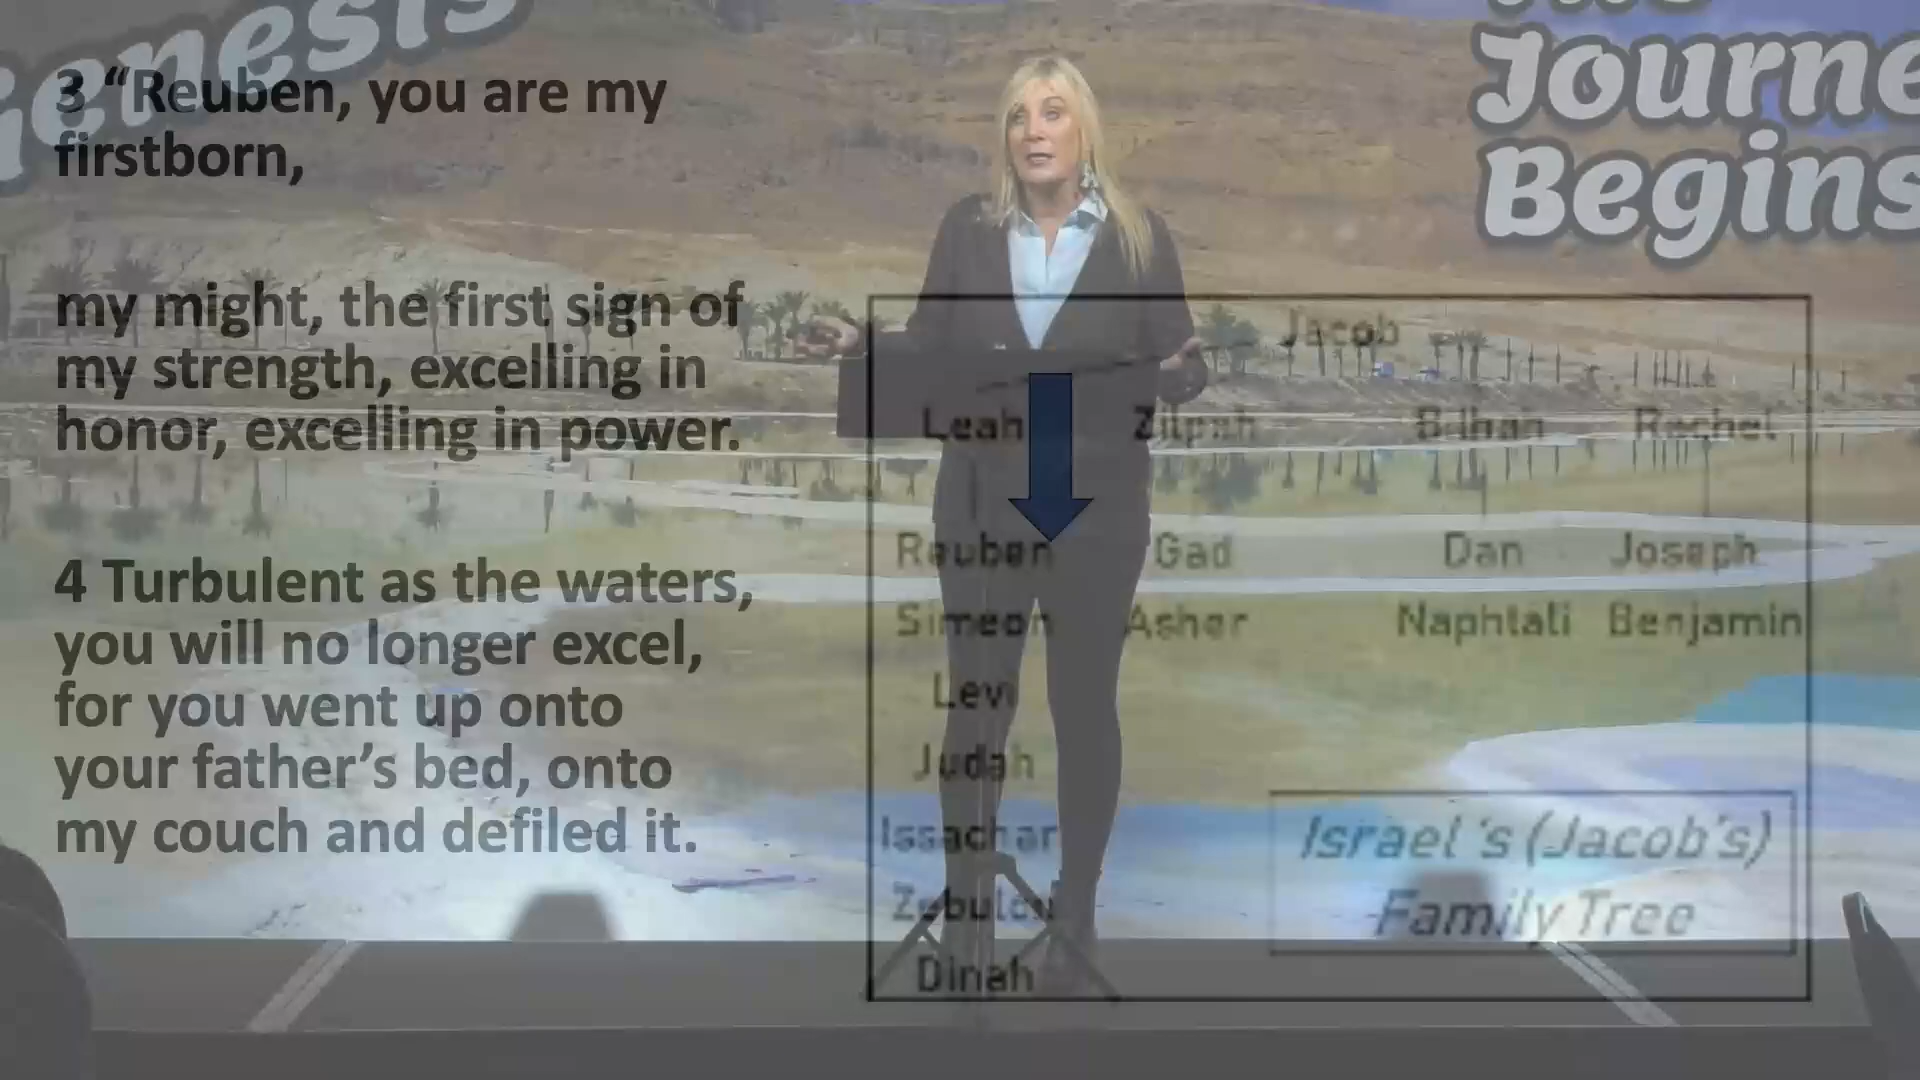 Genesis
The
Journe
Begins
3 “Reuben, you are my
firstborn,
my might, the first sign of
my strength, excelling in
honor, excelling in power.
4 Turbulent as the waters,
you will no longer excel,
for you went up onto
your father’s bed, onto
my couch and defiled it.
Jacob
Leah Zilpah Bilhah Rachel
Reuben Gad Dan Joseph
Simeon Asher Naphtali Benjamin
Levi
Judah
Issachar
Zebulon
Dinah
Israel 's (Jacob's)
Family Tree